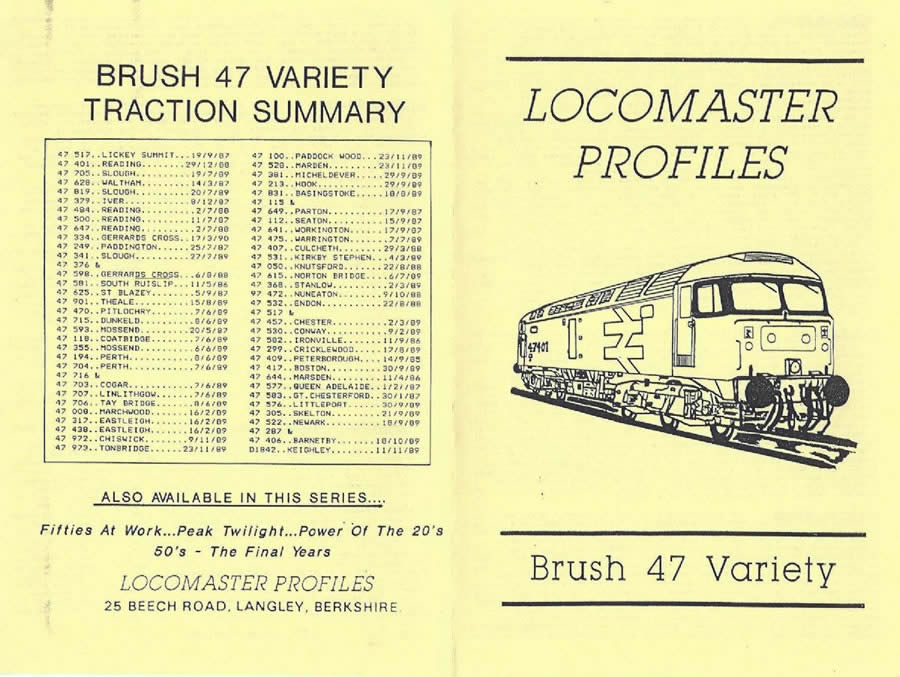 BRUSH 47 VARIETY
TRACTION SUMMARY
47 517..LICKEY SUMMIT...19/9/87
47 401..READING.......29/12/88
47 705..SLOUGH........19/7/89
47 628..WALTHAM.......14/3/87
47 819..SLOUGH........20/7/89
47 379..IVER..........8/12/87
47 484..READING........2/7/88
47 500..READING.......11/7/87
47 647..READING........2/7/88
47 334..GERRARDS CROSS..17/3/90
47 249..PADDINGTON.....25/7/87
47 341..SLOUGH........27/7/89
47 376 &
47 598..GERRARDS CROSS...6/8/88
47 581..SOUTH RUISLIP...11/5/86
47 625..ST BLAZEY......5/9/87
47 901..THEALE........15/8/89
47 470..PITLOCHRY......7/6/89
47 715..DUNKELD........8/6/89
47 593..MOSSEND.......20/5/87
47 118..COATBRIDGE.....7/6/89
47 355..MOSSEND........6/6/89
47 194..PERTH..........8/6/89
47 704..PERTH..........7/6/89
47 716 &
47 703..COGAR..........7/6/89
47 707..LINLITHGOW.....7/6/89
47 706..TAY BRIDGE.....8/6/89
47 008..MARCHWOOD.....16/2/89
47 317..EASTLEIGH.....16/2/89
47 438..EASTLEIGH.....16/2/89
47 972..CHISWICK.......9/11/89
47 973..TONBRIDGE.....23/11/89
47 100..PADDOCK WOOD...23/11/89
47 528..MARDEN........23/11/89
47 381..MICHELDEVER....29/9/89
47 213..HOOK..........29/9/89
47 831..BASINGSTOKE....18/8/89
47 115 &
47 649..PARTON........17/9/87
47 112..SEATON........15/9/87
47 641..WORKINGTON.....17/9/87
47 475..WARRINGTON.....7/7/89
47 407..CULCHETH......29/3/88
47 531..KIRKBY STEPHEN...4/3/89
47 050..KNUTSFORD......22/8/88
47 615..NORTON BRIDGE...6/7/89
47 368..STANLOW........2/3/89
97 472..NUNEATON.......9/10/88
47 532..ENDON.........22/8/88
47 517 &
47 457..CHESTER........2/3/89
47 530..CONWAY.........9/2/89
47 502..IRONVILLE.....11/9/86
47 299..CRICKLEWOOD....17/8/89
47 409..PETERBOROUGH...14/9/85
47 417..BOSTON........30/9/89
47 644..MARSDEN.......11/4/86
47 577..QUEEN ADELAIDE..1/2/87
47 583..GT.CHESTERFORD..30/1/87
47 576..LITTLEPORT.....30/9/89
47 305..SKELTON.......21/9/89
47 522..NEWARK........18/9/89
47 287 &
47 406..BARNETBY......18/10/89
D1842..KEIGHLEY.......11/11/89
ALSO AVAILABLE IN THIS SERIES....
Fifties At Work...Peak Twilight...Power Of The 20's
50's - The Final Years
LOCOMASTER PROFILES
25 BEECH ROAD, LANGLEY, BERKSHIRE.
LOCOMASTER
PROFILES
47401
Brush 47 Variety